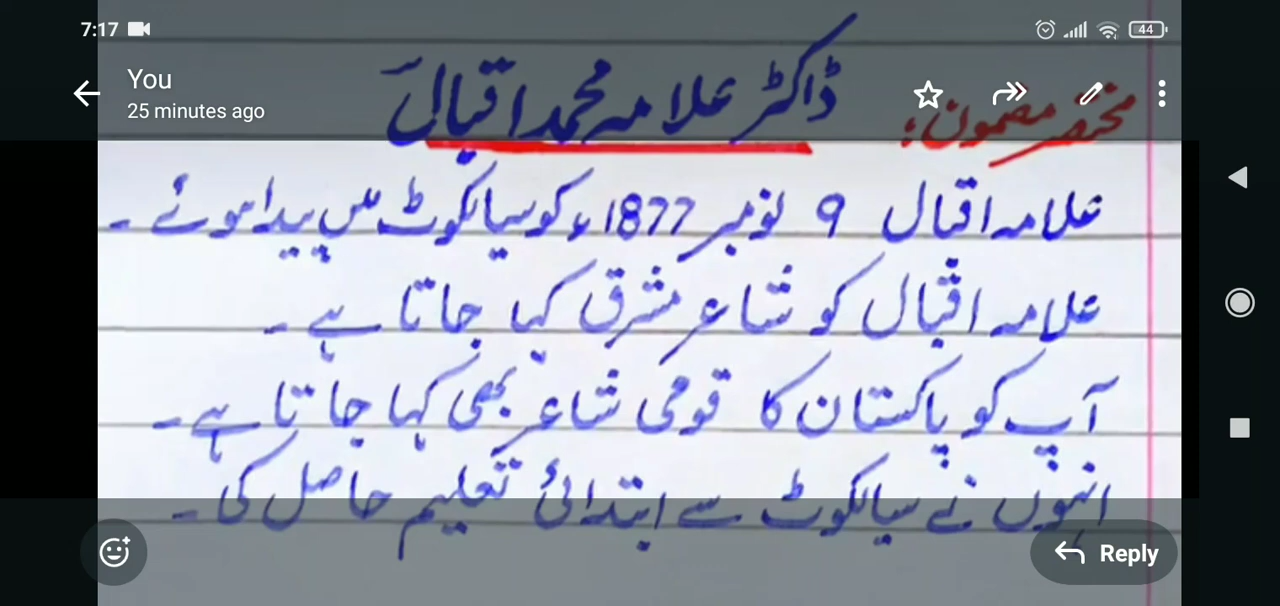 7:17
44
You
25 minutes ago
مختصر مضمون: ڈاکٹر علامہ محمد اقبالؒ
علامہ اقبال 9 نومبر 1877ء کو سیالکوٹ میں پیدا ہوئے ۔
علامہ اقبال کو شاعر مشرق کہا جاتا ہے ۔
آپ کو پاکستان کا قومی شاعر بھی کہا جاتا ہے ۔
انہوں نے سیالکوٹ سے ابتدائی تعلیم حاصل کی ۔
Reply